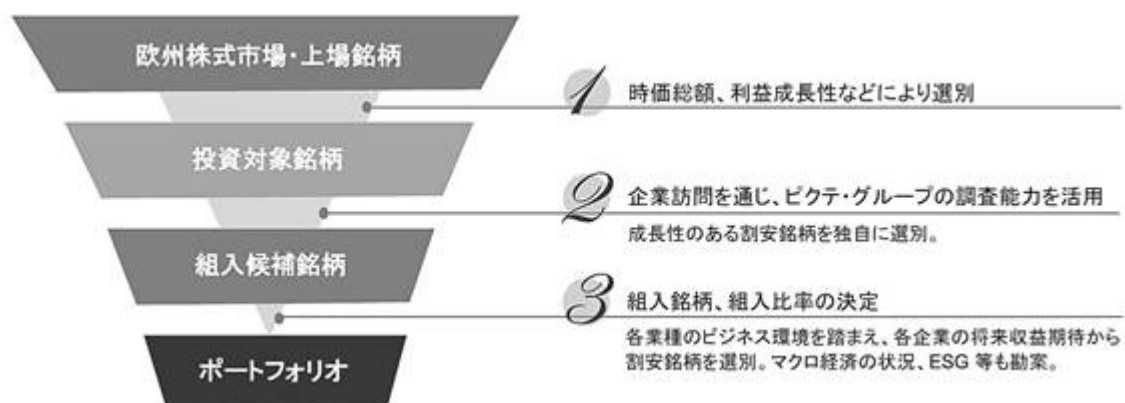 欧州株式市場・上場銘柄
1 時価総額、利益成長性などにより選別
投資対象銘柄
2 企業訪問を通じ、ピクテ・グループの調査能力を活用
成長性のある割安銘柄を独自に選別。
組入候補銘柄
3 組入銘柄、組入比率の決定
各業種のビジネス環境を踏まえ、各企業の将来収益期待から
割安銘柄を選別。マクロ経済の状況、ESG 等も勘案。
ポートフォリオ